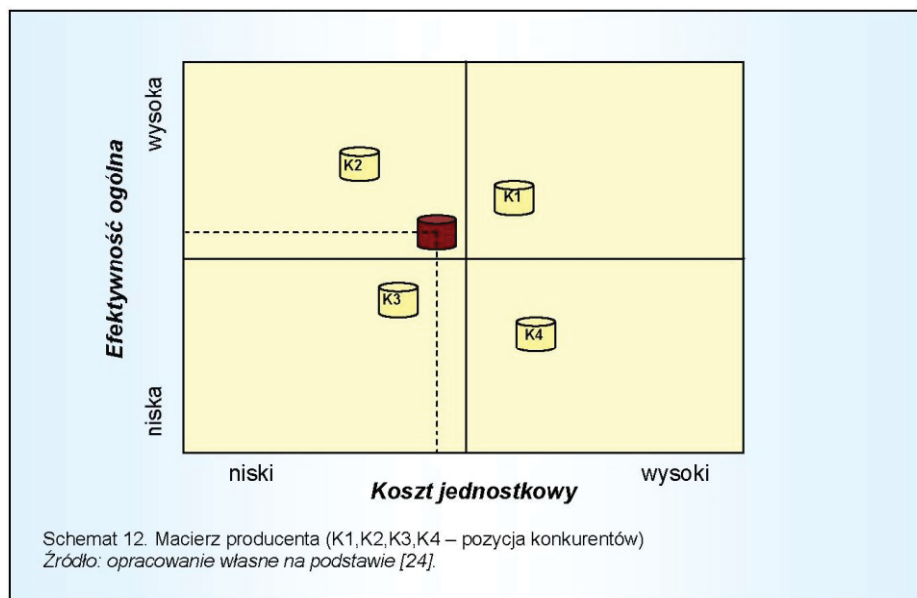 wysoka
Efektywność ogólna
niska
K2
K1
K3
K4
niski
wysoki
Koszt jednostkowy
Schemat 12. Macierz producenta (K1,K2,K3,K4 – pozycja konkurentów)
Źródło: opracowanie własne na podstawie [24].